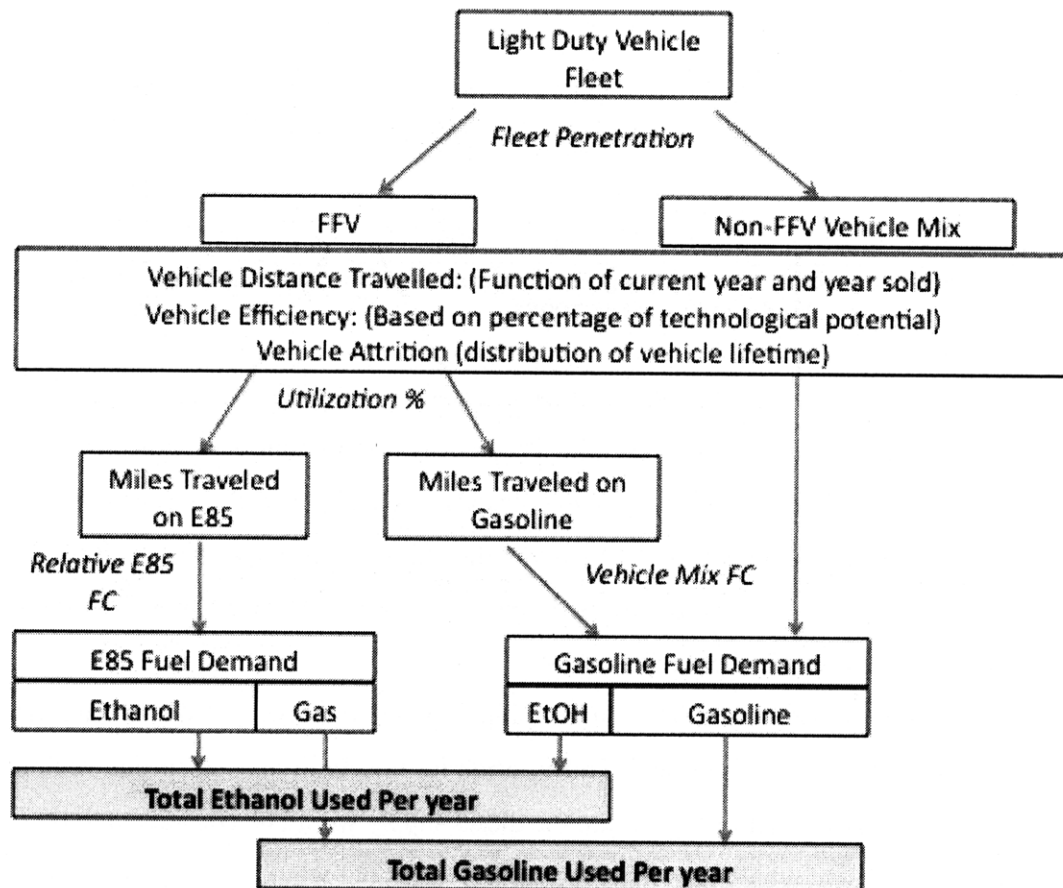 Light Duty Vehicle
Fleet
Fleet Penetration
FFV
Non-FFV Vehicle Mix
Vehicle Distance Travelled: (Function of current year and year sold)
Vehicle Efficiency: (Based on percentage of technological potential)
Vehicle Attrition (distribution of vehicle lifetime)
Utilization %
Miles Traveled
on E85
Miles Traveled on
Gasoline
Relative E85
FC
Vehicle Mix FC
E85 Fuel Demand
Ethanol
Gas
Gasoline Fuel Demand
EtOH
Gasoline
Total Ethanol Used Per year
Total Gasoline Used Per year